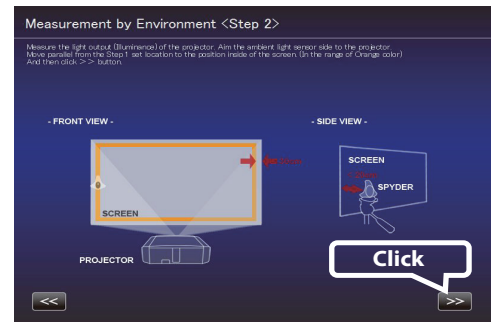 Measurement by Environment <Step 2>
Measure the light output (Illuminance) of the projector. Aim the ambient light sensor side to the projector.
Move parallel from the Step 1 set location to the position inside of the screen. (In the range of Orange color)
And then click >> button.
- FRONT VIEW -
- SIDE VIEW -
SCREEN
SPYDER
SCREEN
PROJECTOR
Click
<<
>>